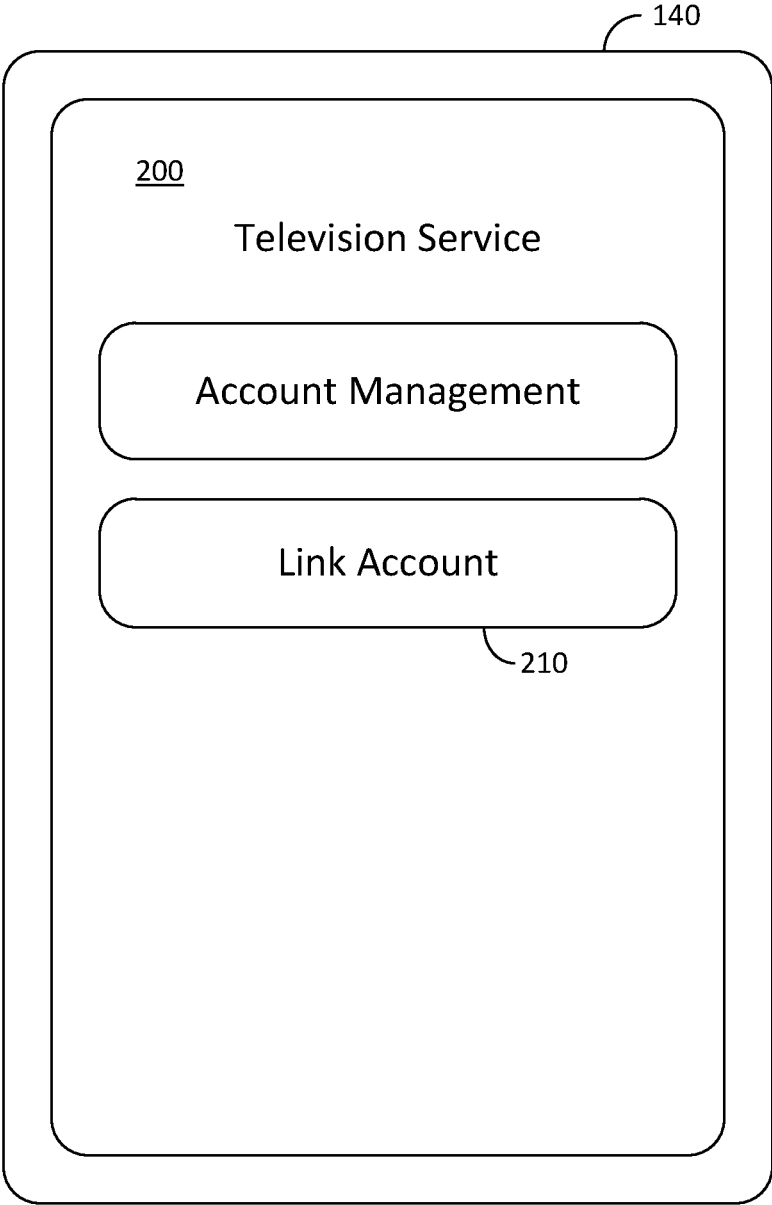 140
200
Television Service
Account Management
Link Account
210